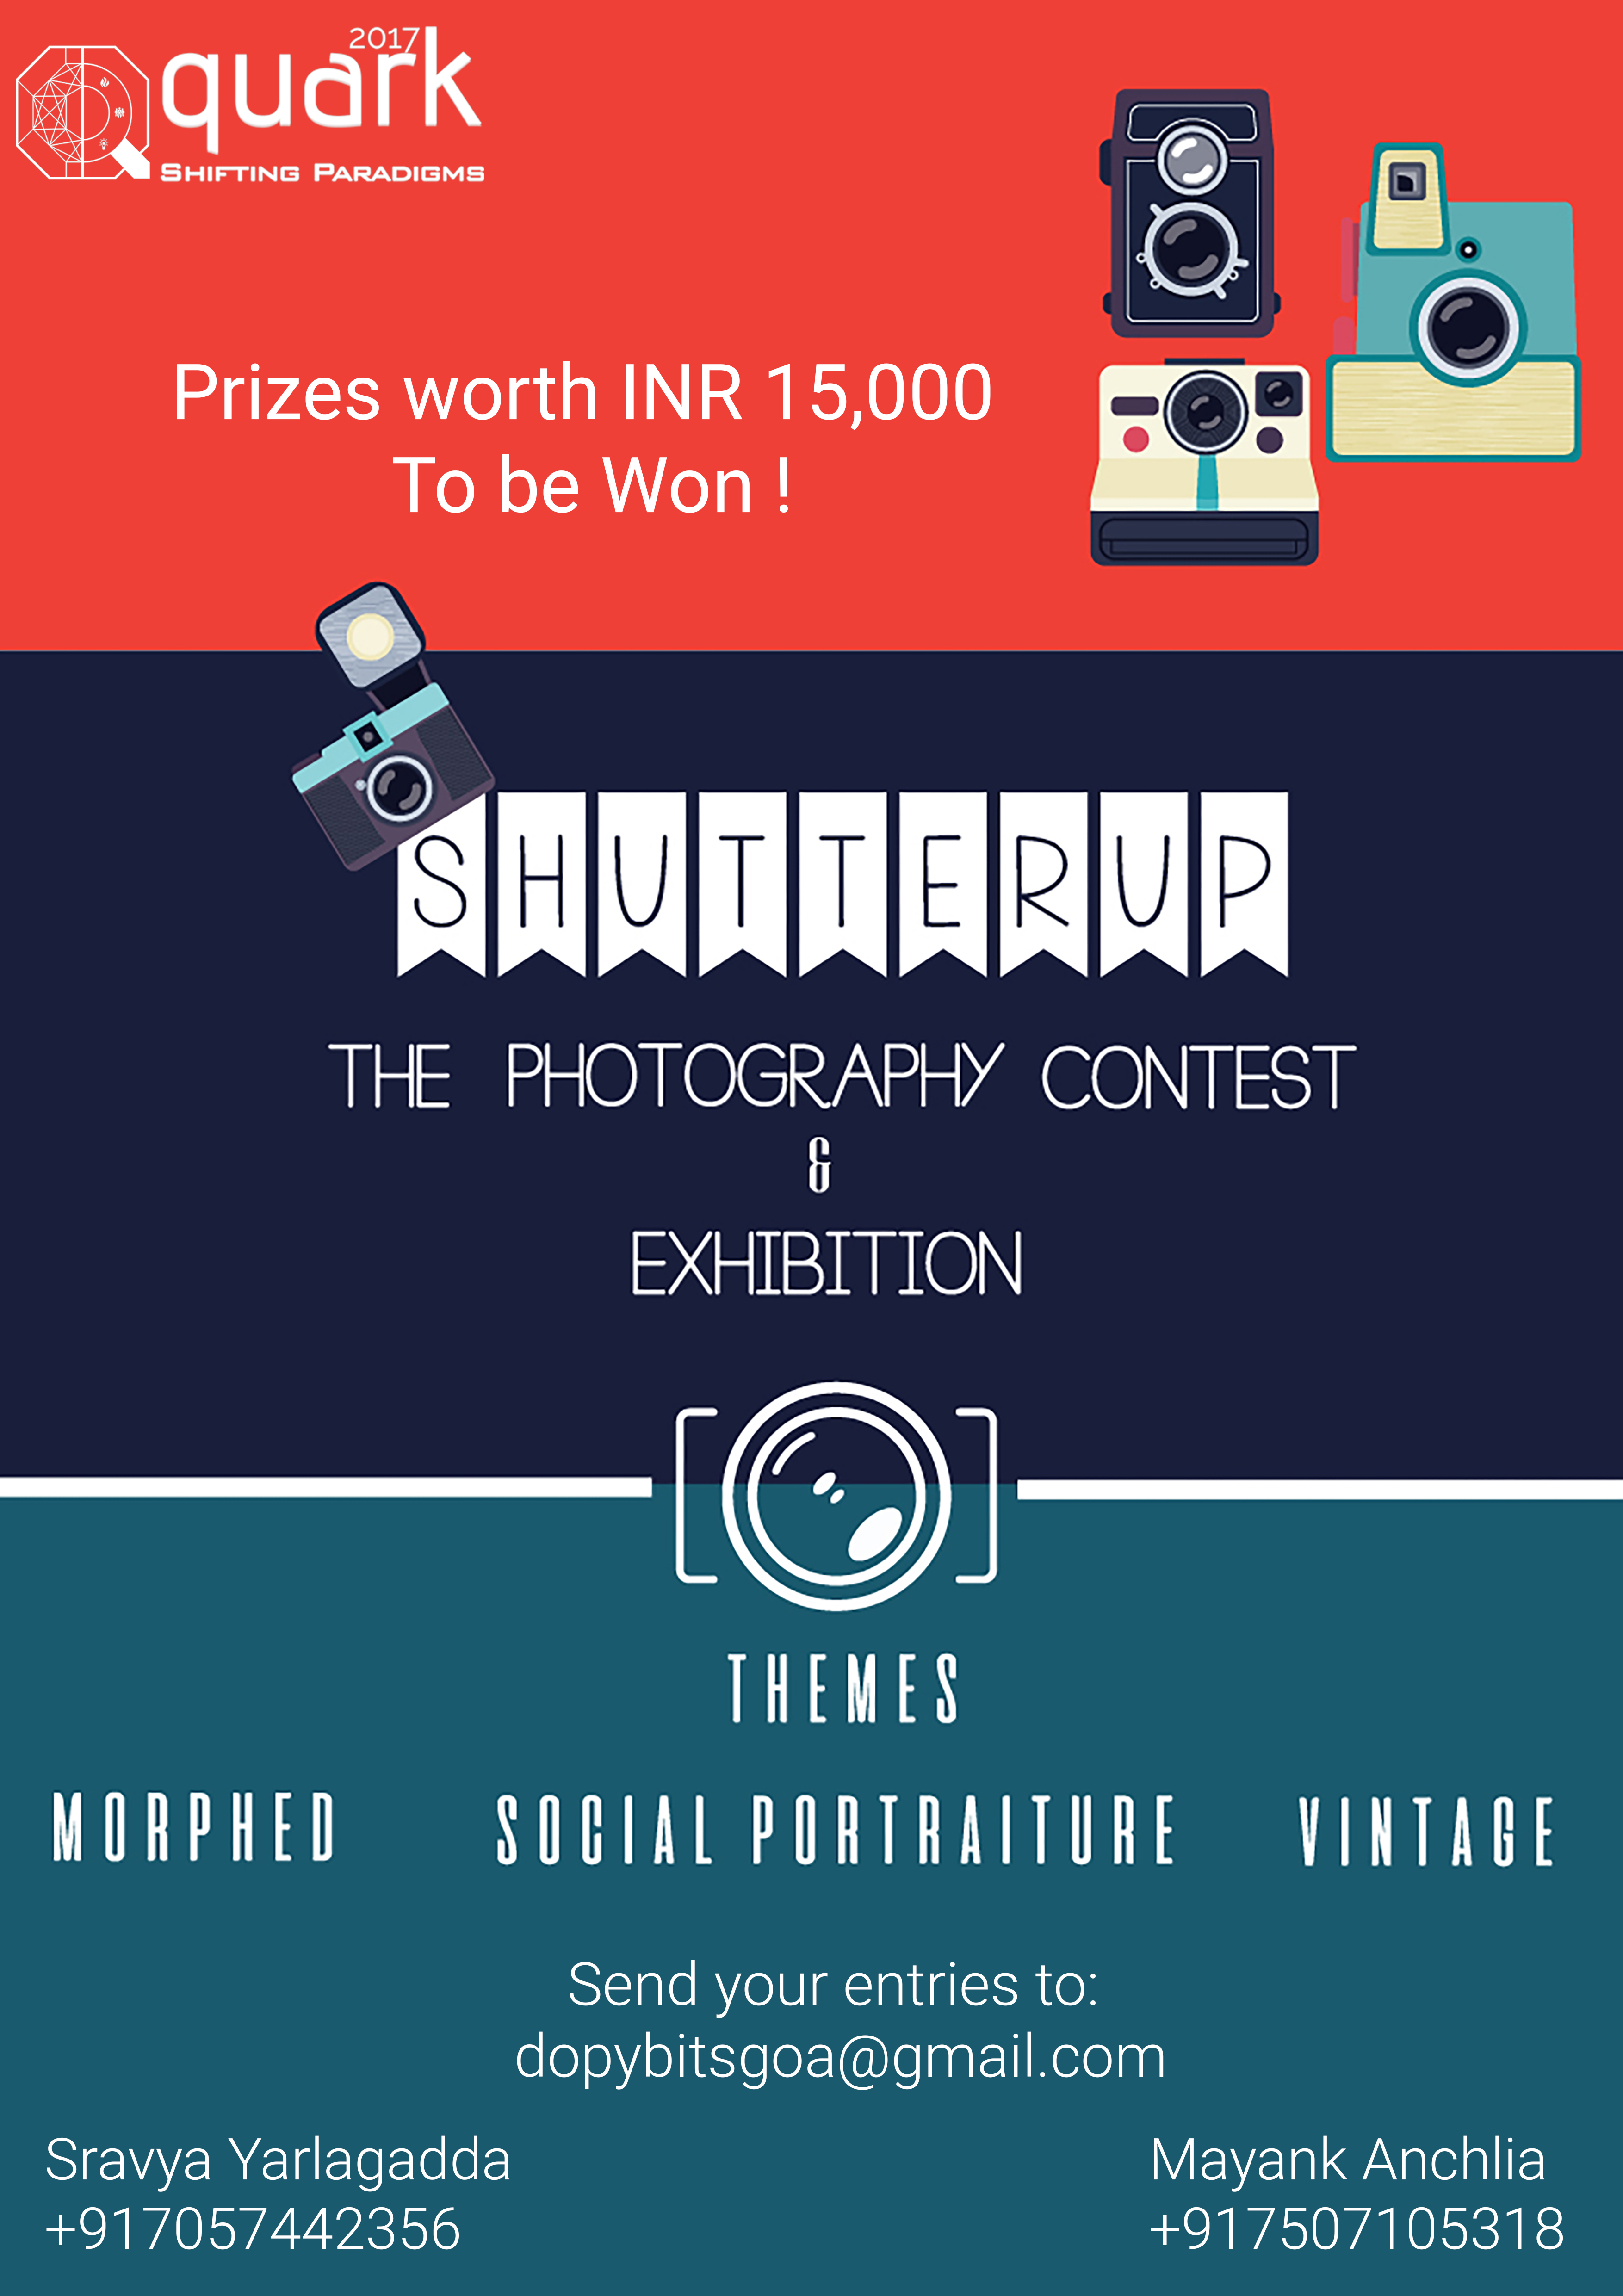 2017
quark
SHIFTING PARADIGMS
Prizes worth INR 15,000
To be Won !
SHUTTERUP
THE PHOTOGRAPHY CONTEST
&
EXHIBITION
THEMES
MORPHED SOCIAL PORTRAITURE VINTAGE
Send your entries to:
dopybitsgoa@gmail.com
Sravya Yarlagadda
+917057442356
Mayank Anchlia
+917507105318